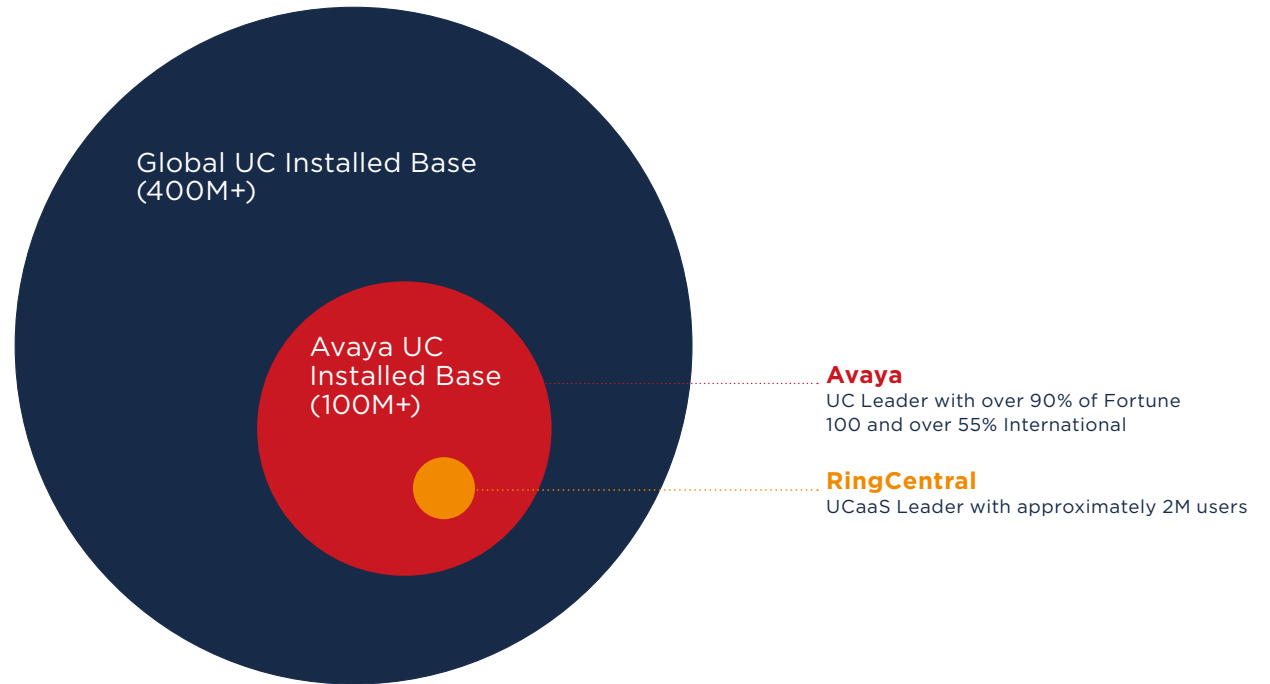 Global UC Installed Base
(400M+)
Avaya UC
Installed Base
(100M+)
Avaya
UC Leader with over 90% of Fortune
100 and over 55% International
RingCentral
UCaaS Leader with approximately 2M users